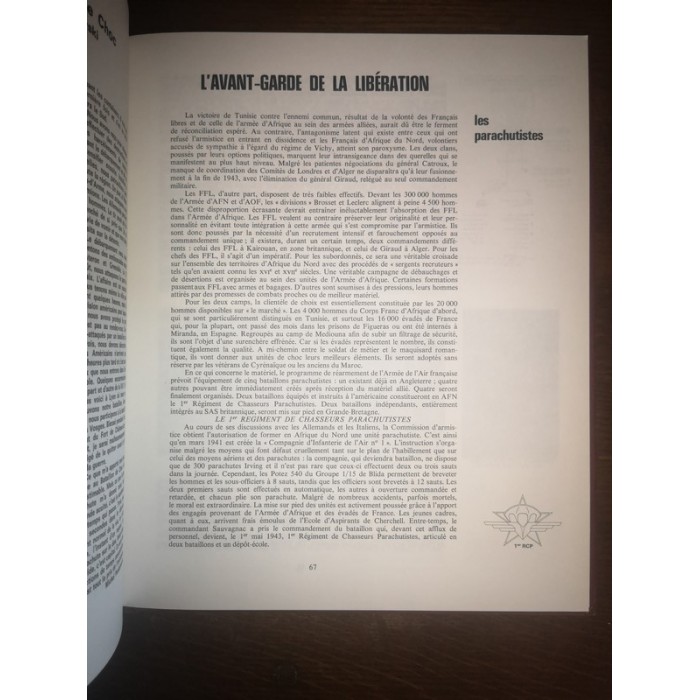 a Choc
ski
L'AVANT-GARDE DE LA LIBÉRATION
les
parachutistes
La victoire de Tunisie contre l'ennemi commun, résultat de la volonté des Français
libres et de celle de l'armée d'Afrique au sein des armées alliées, aurait dû être le ferment
de réconciliation espéré. Au contraire, l'antagonisme latent qui existe entre ceux qui ont
refusé l'armistice en entrant en dissidence et les Français d'Afrique du Nord, volontiers
accusés de sympathie à l'égard du régime de Vichy, atteint un paroxysme. Les deux clans,
poussés par leurs options politiques, marquent leur intransigeance dans des querelles qui se
manifestent au plus haut niveau. Malgré les patientes négociations du général Catroux, le
manque de coordination des Comités de Londres et d'Alger ne disparaîtra qu'à leur fusionnement
à la fin de 1943, avec l'élimination du général Giraud, relégué au seul commandement
militaire.
Les FFL, d'autre part, disposent de très faibles effectifs. Devant les 300 000 hommes
de l'Armée d'AFN et d'AOF, les « divisions » Brosset et Leclerc alignent à peine 4 500 hommes.
Cette disproportion écrasante devrait entraîner inéluctablement l'absorption des FFL
dans l'Armée d'Afrique. Les FFL veulent au contraire préserver leur originalité et leur personnalité
en évitant toute intégration à cette armée qui s'est compromise par l'armistice. Ils
sont donc poussés par la nécessité d'un recrutement intensif et farouchement opposés au
commandement unique ; il existera, durant un certain temps, deux commandements différents
: celui des FFL à Kairouan, en zone britannique, et celui de Giraud à Alger. Pour les
chefs des FFL, il s'agit d'un impératif. Pour les subordonnés, ce sera une véritable croisade
sur l'ensemble des territoires d'Afrique du Nord avec des procédés de « sergents recruteurs »
tels qu'en avaient connu les XVIe et XVIIe siècles. Une véritable campagne de débauchages et
de désertions est organisée au sein des unités de l'Armée d'Afrique. Certaines formations
passent aux FFL avec armes et bagages. D'autres sont soumises à des pressions, leurs hommes
attirés par des promesses de combats proches ou de meilleur matériel.
Pour les deux camps, la clientèle de choix est essentiellement constituée par les 20 000
hommes disponibles sur « le marché ». Les 4 000 hommes du Corps Franc d'Afrique d'abord,
qui se sont particulièrement distingués en Tunisie, et surtout les 16 000 évadés de France
qui, pour la plupart, ont passé des mois dans les prisons de Figueras ou ont été internés à
Miranda, en Espagne. Regroupés au camp de Mediouna afin de subir un filtrage de sécurité,
ils sont l'objet d'une surenchère effrénée. Car si les évadés représentent le nombre, ils constituent
également la qualité. A mi-chemin entre le soldat de métier et le maquisard romantique,
ils vont donner aux unités de choc leurs meilleurs éléments. Ils seront adoptés sans
réserve par les vétérans de Cyrénaïque ou les anciens du Maroc.
En ce qui concerne le matériel, le programme de réarmement de l'Armée de l'Air française
prévoit l'équipement de cinq bataillons parachutistes : un existant déjà en Angleterre ; quatre
autres pouvant être immédiatement créés après réception du matériel allié. Quatre seront
finalement obtenus. Deux bataillons équipés et instruits à l'américaine constitueront en AFN
le 1er Régiment de Chasseurs Parachutistes. Deux bataillons indépendants, entièrement
intégrés au SAS britannique, seront mis sur pied en Grande-Bretagne.
LE 1er REGIMENT DE CHASSEURS PARACHUTISTES
Au cours de ses discussions avec les Allemands et les Italiens, la Commission d'armistice
obtient l'autorisation de former en Afrique du Nord une unité parachutiste. C'est ainsi
qu'en mars 1941 est créée la « Compagnie d'Infanterie de l'Air n° 1 ». L'instruction s'organise
malgré les moyens qui font défaut cruellement tant sur le plan de l'habillement que sur
celui des moyens aériens et des parachutes : la compagnie, qui deviendra bataillon, ne dispose
que de 300 parachutes Irving et il n'est pas rare que ceux-ci effectuent deux ou trois sauts
dans la journée. Cependant, les Potez 540 du Groupe 1/15 de Blida permettent de breveter
les hommes et les sous-officiers à 8 sauts, tandis que les officiers sont brevetés à 12 sauts. Les
deux premiers sauts sont effectués en automatique, les autres à ouverture commandée et
retardée, et chacun plie son parachute. Malgré de nombreux accidents, parfois mortels,
le moral est extraordinaire. La mise sur pied des unités est activement poussée grâce à l'apport
des engagés provenant de l'Armée d'Afrique et des évadés de France. Les jeunes cadres,
quant à eux, arrivent frais émoulus de l'Ecole d'Aspirants de Cherchell. Entre-temps, le
commandant Sauvagnac a pris le commandement du bataillon qui, devant cet afflux de
personnel, devient, le 1er mai 1943, 1er Régiment de Chasseurs Parachutistes, articulé en
deux bataillons et un dépôt-école.
1er RCP
67